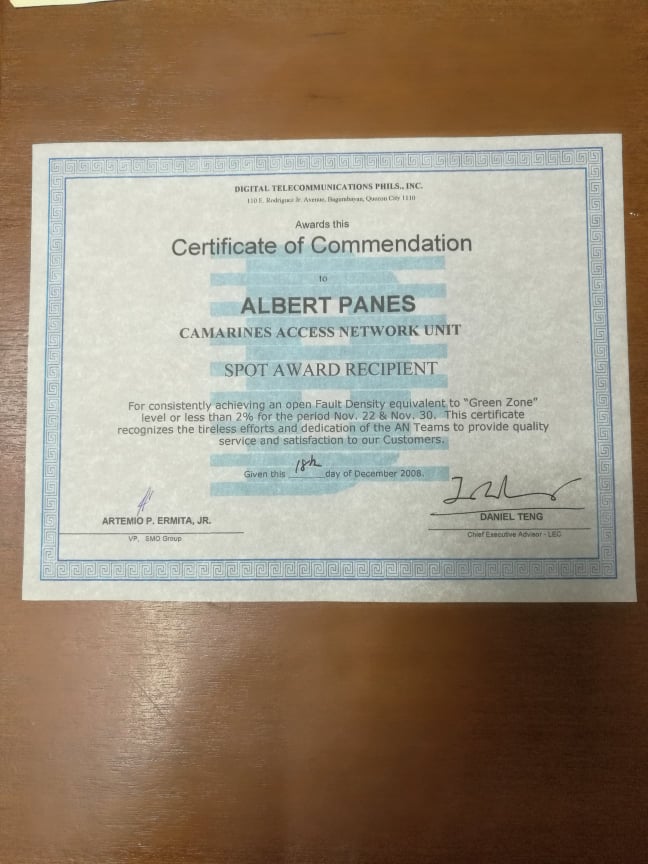 DIGITAL TELECOMMUNICATIONS PHILS., INC.
110 E. Rodriguez Jr. Avenue, Bagumbayan, Quezon City 1110
Awards this
Certificate of Commendation
to
ALBERT PANES
CAMARINES ACCESS NETWORK UNIT
SPOT AWARD RECIPIENT
For consistently achieving an open Fault Density equivalent to “Green Zone”
level or less than 2% for the period Nov. 22 & Nov. 30. This certificate
recognizes the tireless efforts and dedication of the AN Teams to provide quality
service and satisfaction to our Customers.
Given this 18th day of December 2008.
ARTEMIO P. ERMITA, JR.
VP, SMO Group
DANIEL TENG
Chief Executive Advisor - LEC